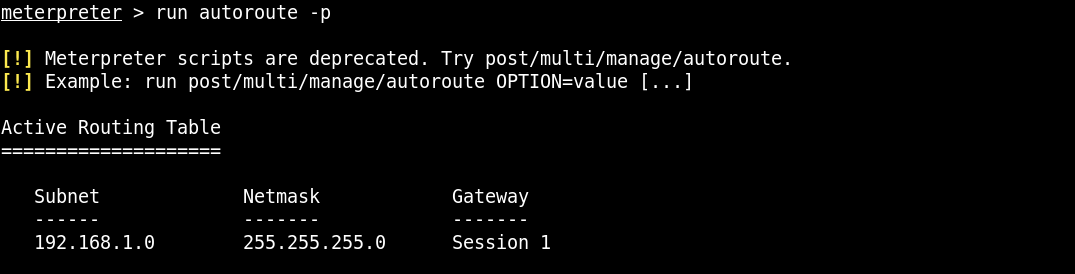 meterpreter > run autoroute -p
[!] Meterpreter scripts are deprecated. Try post/multi/manage/autoroute.
[!] Example: run post/multi/manage/autoroute OPTION=value [...]
Active Routing Table
====================
Subnet Netmask Gateway
------ ------- -------
192.168.1.0 255.255.255.0 Session 1